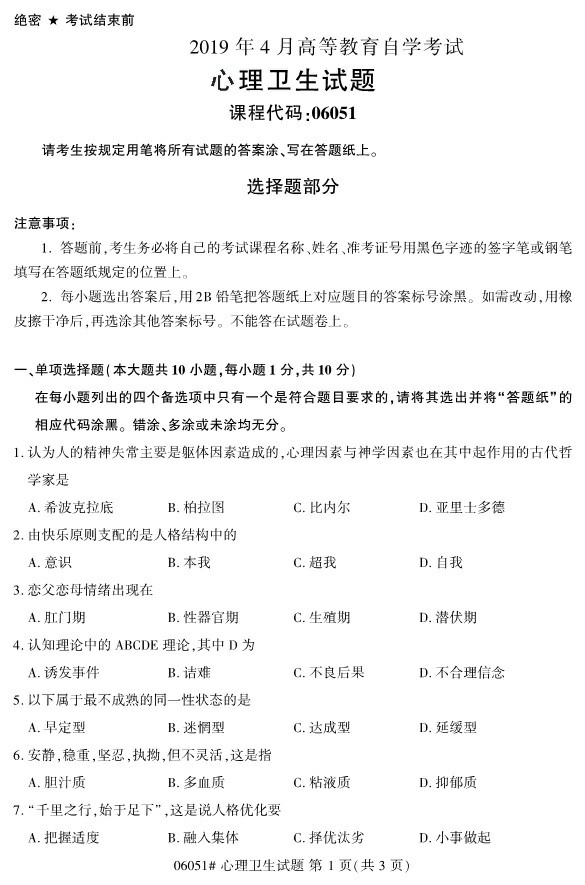 绝密 ★ 考试结束前
2019 年 4 月高等教育自学考试
心理卫生试题
课程代码:06051
请考生按规定用笔将所有试题的答案涂、写在答题纸上。
选择题部分
注意事项:
1. 答题前,考生务必将自己的考试课程名称、姓名、准考证号用黑色字迹的签字笔或钢笔
填写在答题纸规定的位置上。
2. 每小题选出答案后,用 2B 铅笔把答题纸上对应题目的答案标号涂黑。如需改动,用橡
皮擦干净后,再选涂其他答案标号。不能答在试题卷上。
一、单项选择题(本大题共 10 小题,每小题 1 分,共 10 分)
在每小题列出的四个备选项中只有一个是符合题目要求的,请将其选出并将“答题纸”的
相应代码涂黑。错涂、多涂或未涂均无分。
1. 认为人的精神失常主要是躯体因素造成的,心理因素与神学因素也在其中起作用的古代哲
学家是
A. 希波克拉底 B. 柏拉图 C. 比内尔 D. 亚里士多德
2. 由快乐原则支配的是人格结构中的
A. 意识 B. 本我 C. 超我 D. 自我
3. 恋父恋母情绪出现在
A. 肛门期 B. 性器官期 C. 生殖期 D. 潜伏期
4. 认知理论中的 ABCDE 理论,其中 D 为
A. 诱发事件 B. 诘难 C. 不良后果 D. 不合理信念
5. 以下属于最不成熟的同一性状态的是
A. 早定型 B. 迷惘型 C. 达成型 D. 延缓型
6. 安静,稳重,坚忍,执拗,但不灵活,这是指
A. 胆汁质 B. 多血质 C. 粘液质 D. 抑郁质
7. “千里之行,始于足下”,这是说人格优化要
A. 把握适度 B. 融入集体 C. 择优汰劣 D. 小事做起
06051# 心理卫生试题 第 1 页(共 3 页)